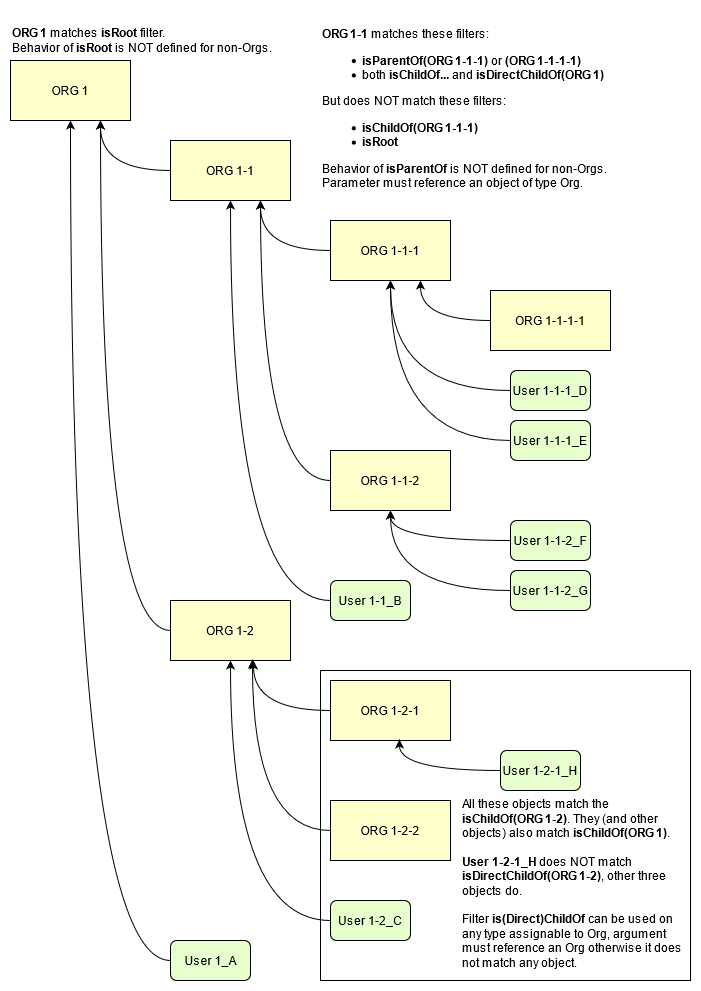 ORG 1 matches isRoot filter.
Behavior of isRoot is NOT defined for non-Orgs.
ORG 1-1 matches these filters:
• isParentOf(ORG 1-1-1) or (ORG 1-1-1-1)
• both isChildOf... and isDirectChildOf(ORG 1)
But does NOT match these filters:
• isChildOf(ORG 1-1-1)
• isRoot
Behavior of isParentOf is NOT defined for non-Orgs.
Parameter must reference an object of type Org.
ORG 1
ORG 1-1
ORG 1-1-1
ORG 1-1-1-1
User 1-1-1_D
User 1-1-1_E
ORG 1-1-2
User 1-1-2_F
User 1-1-2_G
User 1-1_B
ORG 1-2
ORG 1-2-1
User 1-2-1_H
ORG 1-2-2
User 1-2_C
User 1_A
All these objects match the
isChildOf(ORG 1-2). They (and other
objects) also match isChildOf(ORG 1).
User 1-2-1_H does NOT match
isDirectChildOf(ORG 1-2), other three
objects do.
Filter is(Direct)ChildOf can be used on
any type assignable to Org, argument
must reference an Org otherwise it does
not match any object.